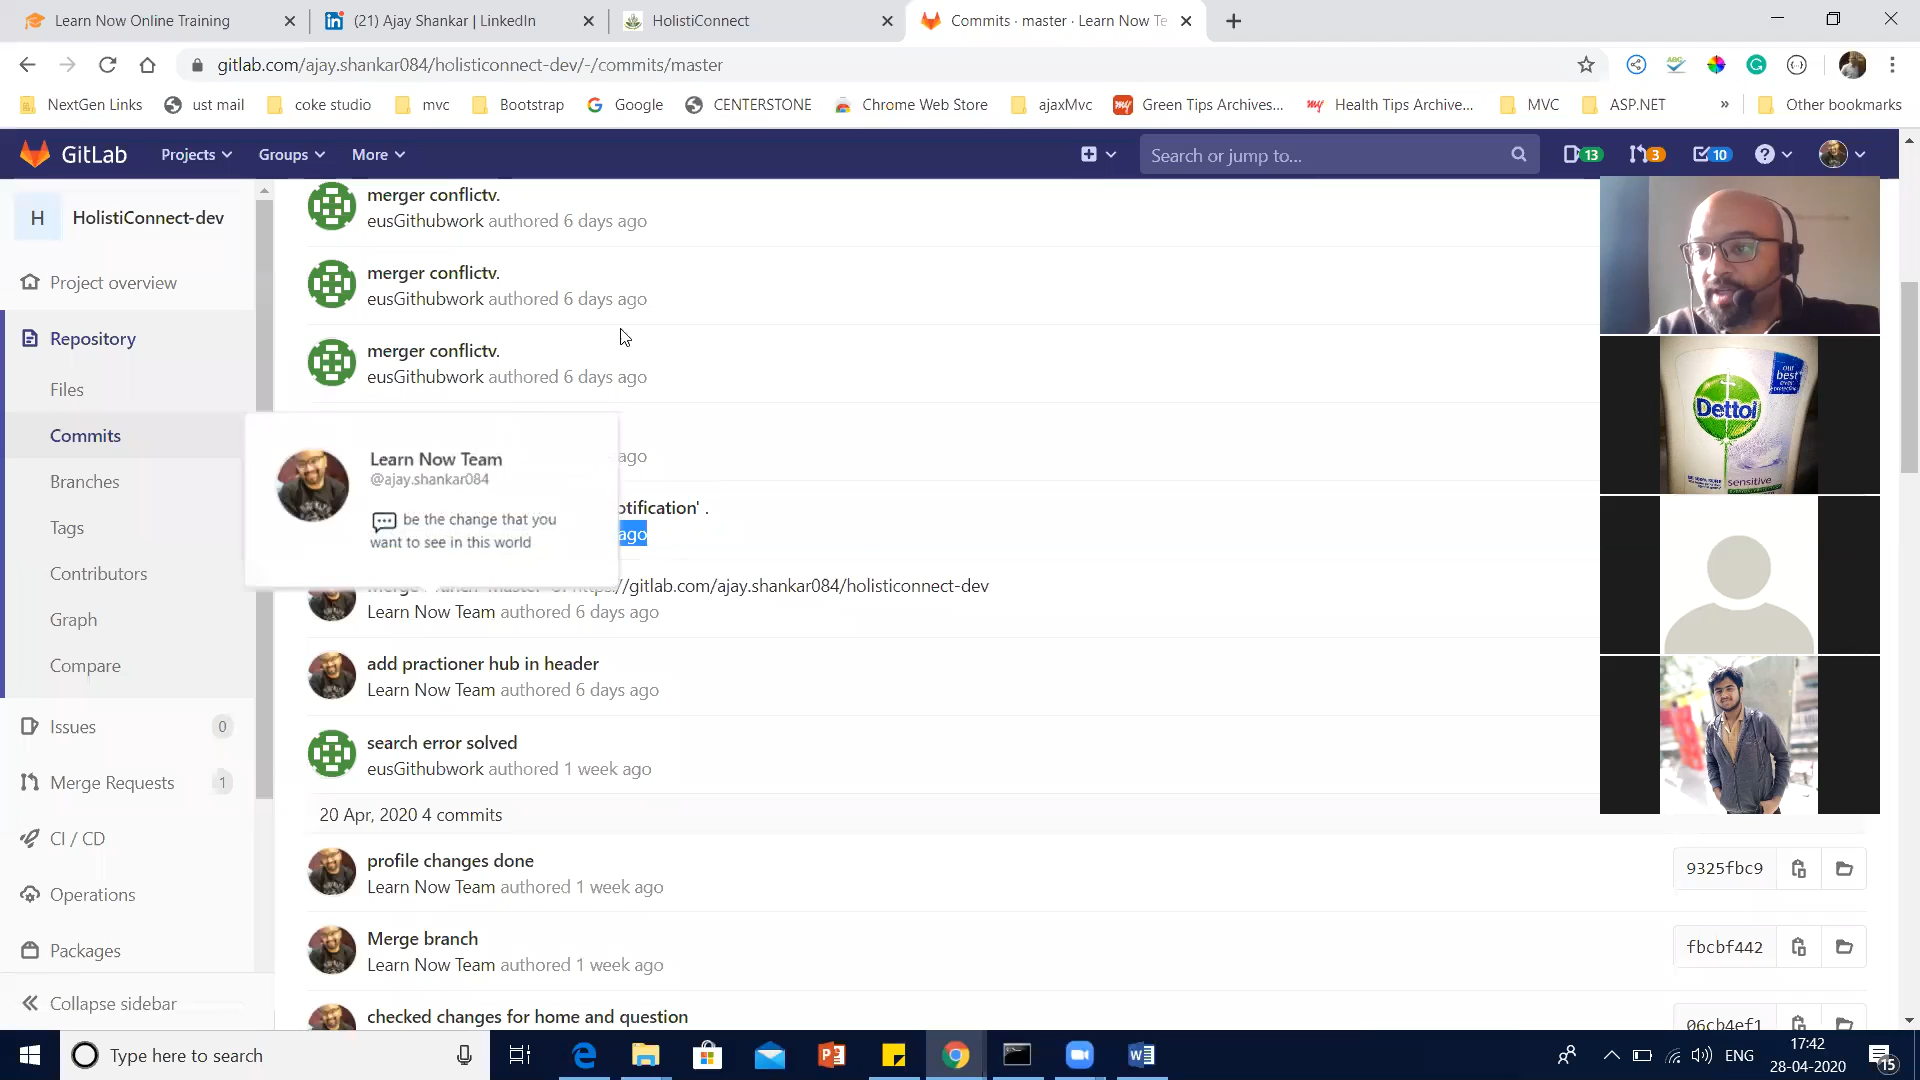 Learn Now Online Training
(21) Ajay Shankar | LinkedIn
HolistiConnect
Commits · master · Learn Now Te
gitlab.com/ajay.shankar084/holisticonnect-dev/-/commits/master
NextGen Links
ust mail
coke studio
mvc
Bootstrap
Google
CENTERSTONE
Chrome Web Store
ajaxMvc
Green Tips Archives...
Health Tips Archive...
MVC
ASP.NET
»
Other bookmarks
GitLab
Projects
Groups
More
Search or jump to...
13
3
10
H
HolistiConnect-dev
Project overview
Repository
Files
Commits
Branches
Tags
Contributors
Graph
Compare
Issues
0
Merge Requests
1
CI / CD
Operations
Packages
Collapse sidebar
merger conflictv.
eusGithubwork authored 6 days ago
merger conflictv.
eusGithubwork authored 6 days ago
merger conflictv.
eusGithubwork authored 6 days ago
ago
otification' .
ago
Learn Now Team
@ajay.shankar084
be the change that you
want to see in this world
//gitlab.com/ajay.shankar084/holisticonnect-dev
Learn Now Team authored 6 days ago
add practioner hub in header
Learn Now Team authored 6 days ago
search error solved
eusGithubwork authored 1 week ago
20 Apr, 2020 4 commits
profile changes done
Learn Now Team authored 1 week ago
9325fbc9
Merge branch
Learn Now Team authored 1 week ago
fbcbf442
checked changes for home and question
06cb4ef1
our
best
ever
Dettol
sensitive
Type here to search
ENG
17:42
28-04-2020
15